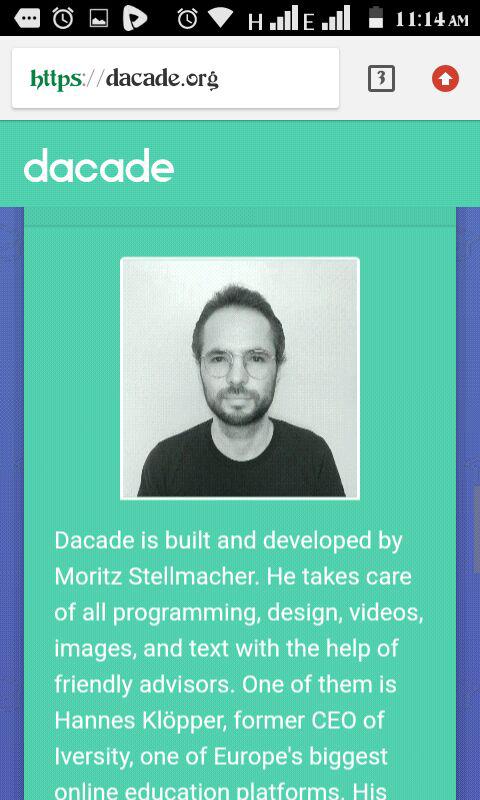 H E 11:14 AM
https://dacade.org 3
dacade
Dacade is built and developed by
Moritz Stellmacher. He takes care
of all programming, design, videos,
images, and text with the help of
friendly advisors. One of them is
Hannes Klöpper, former CEO of
Iversity, one of Europe's biggest
online education platforms. His